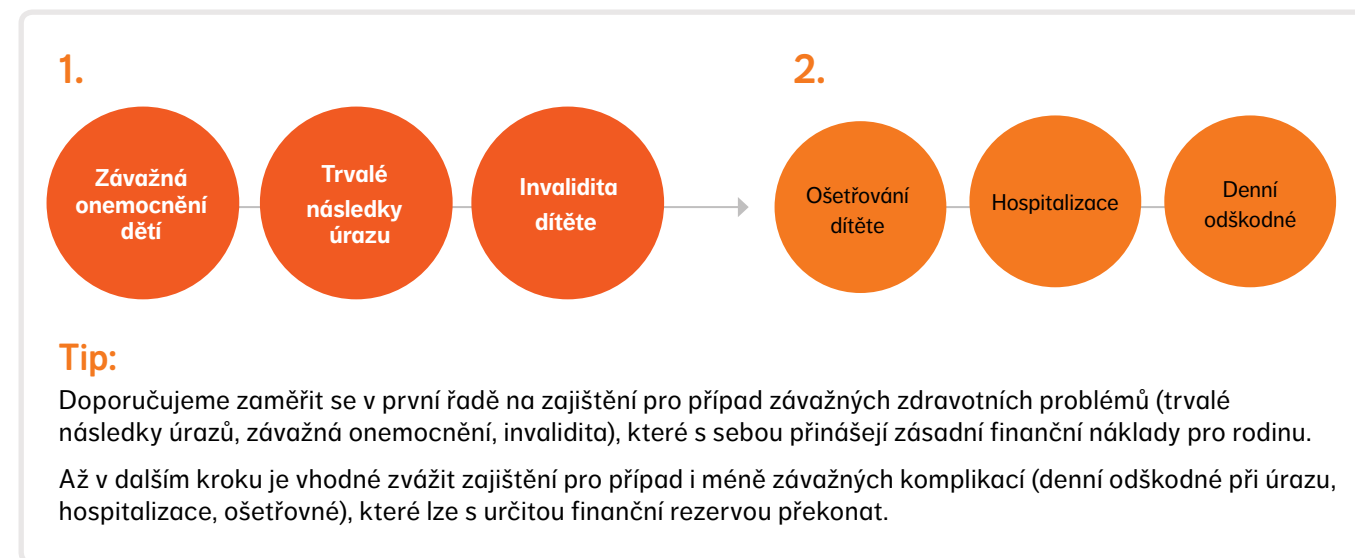 1.
Závažná
onemocnění
dětí
Trvalé
následky
úrazu
Invalidita
dítěte
2.
Ošetřování
dítěte
Hospitalizace
Denní
odškodné
Tip:
Doporučujeme zaměřit se v první řadě na zajištění pro případ závažných zdravotních problémů (trvalé
následky úrazů, závažná onemocnění, invalidita), které s sebou přinášejí zásadní finanční náklady pro rodinu.
Až v dalším kroku je vhodné zvážit zajištění pro případ i méně závažných komplikací (denní odškodné při úrazu,
hospitalizace, ošetřovné), které lze s určitou finanční rezervou překonat.